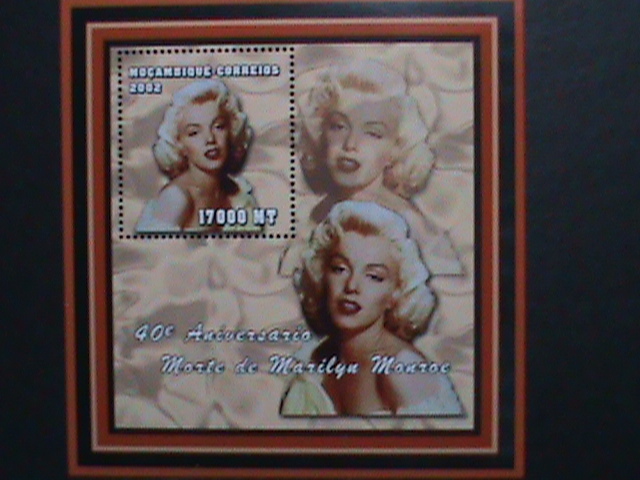 MOÇAMBIQUE CORREIOS
2002
17000 MT
40º Aniversario
Morte de Marilyn Monroe